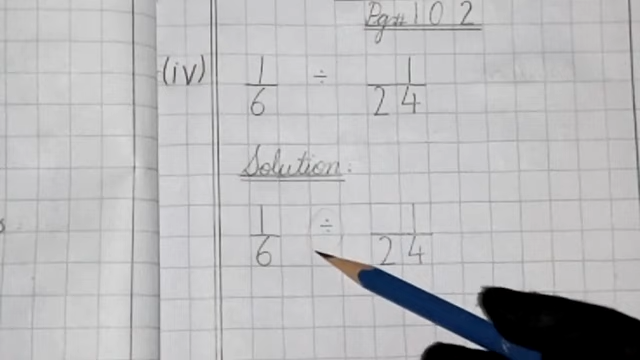 Pg# 102
(iv) 1/6 ÷ 1/24
Solution:
1/6 ÷ 1/24